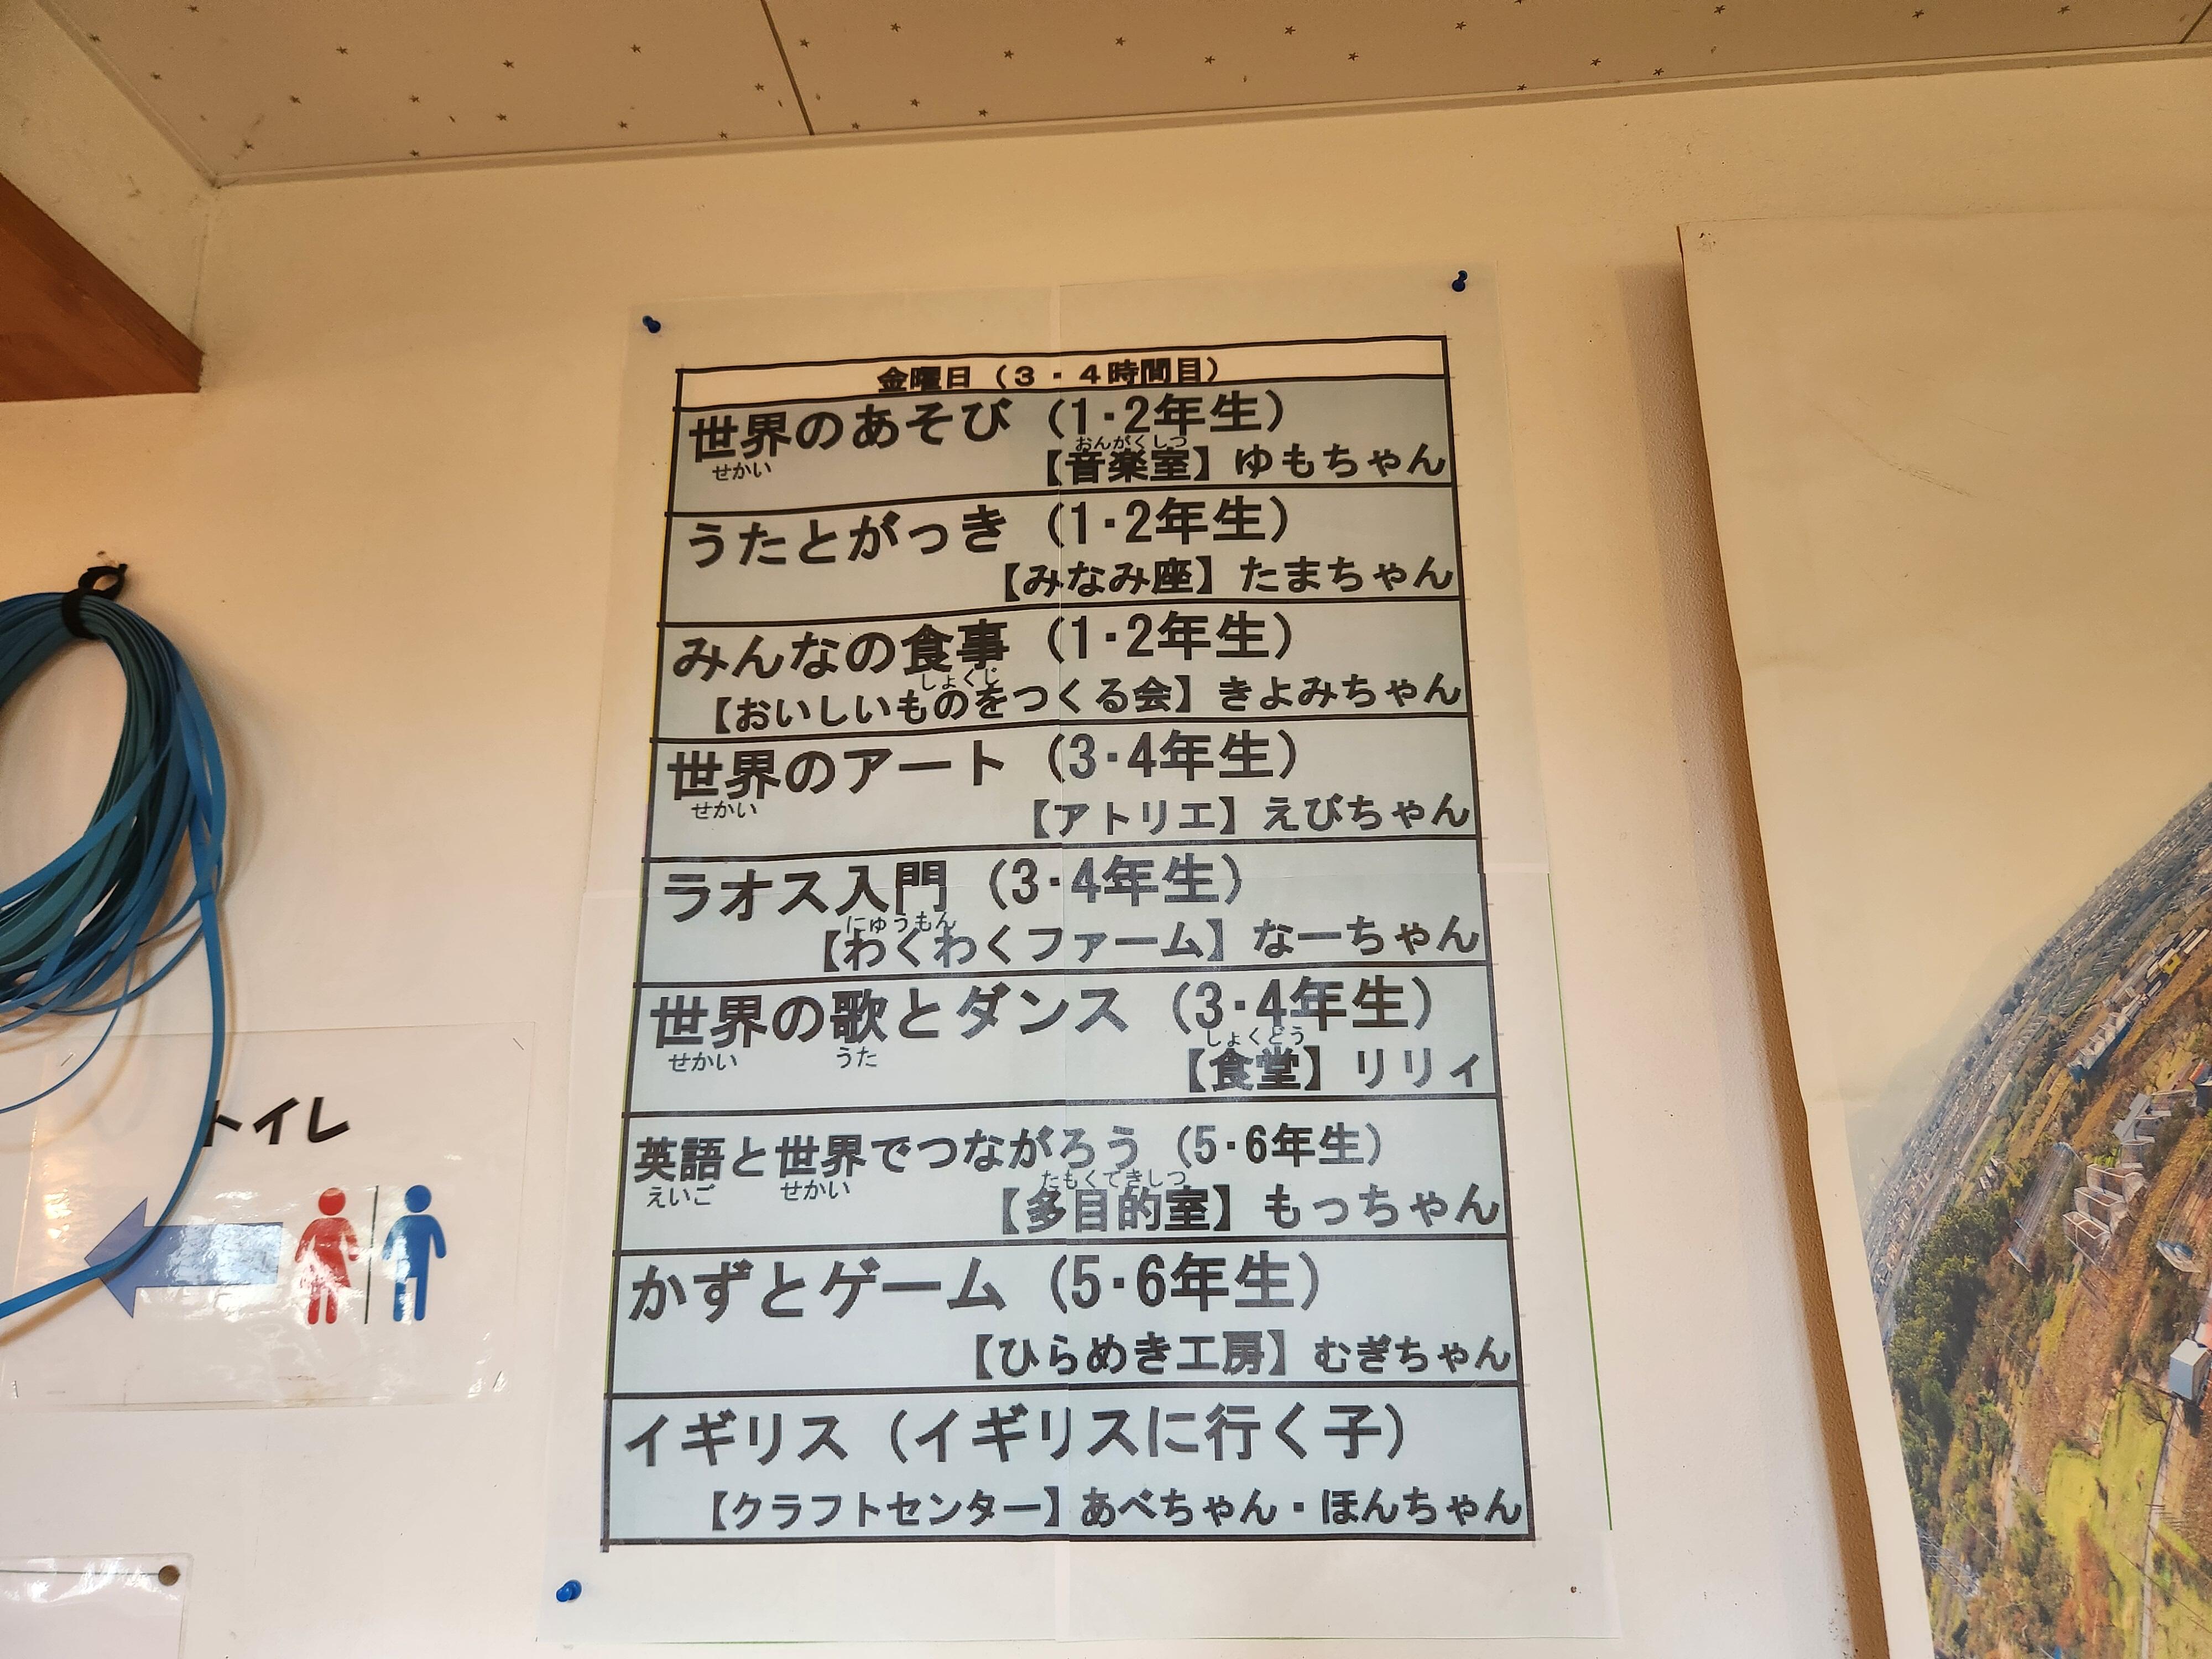 金曜日（３・４時間目）
世界のあそび（1･2年生）
せかい
おんがくしつ
【音楽室】ゆもちゃん
うたとがっき（1･2年生）
【みなみ座】たまちゃん
みんなの食事（1･2年生）
しょくじ
【おいしいものをつくる会】きよみちゃん
世界のアート（3･4年生）
せかい
【アトリエ】えびちゃん
ラオス入門（3･4年生）
にゅうもん
【わくわくファーム】なーちゃん
世界の歌とダンス（3･4年生）
せかい うた
しょくどう
【食堂】リリィ
英語と世界でつながろう（5･6年生）
えいご せかい
たもくてきしつ
【多目的室】もっちゃん
かずとゲーム（5･6年生）
【ひらめき工房】むぎちゃん
イギリス（イギリスに行く子）
【クラフトセンター】あべちゃん・ほんちゃん
トイレ